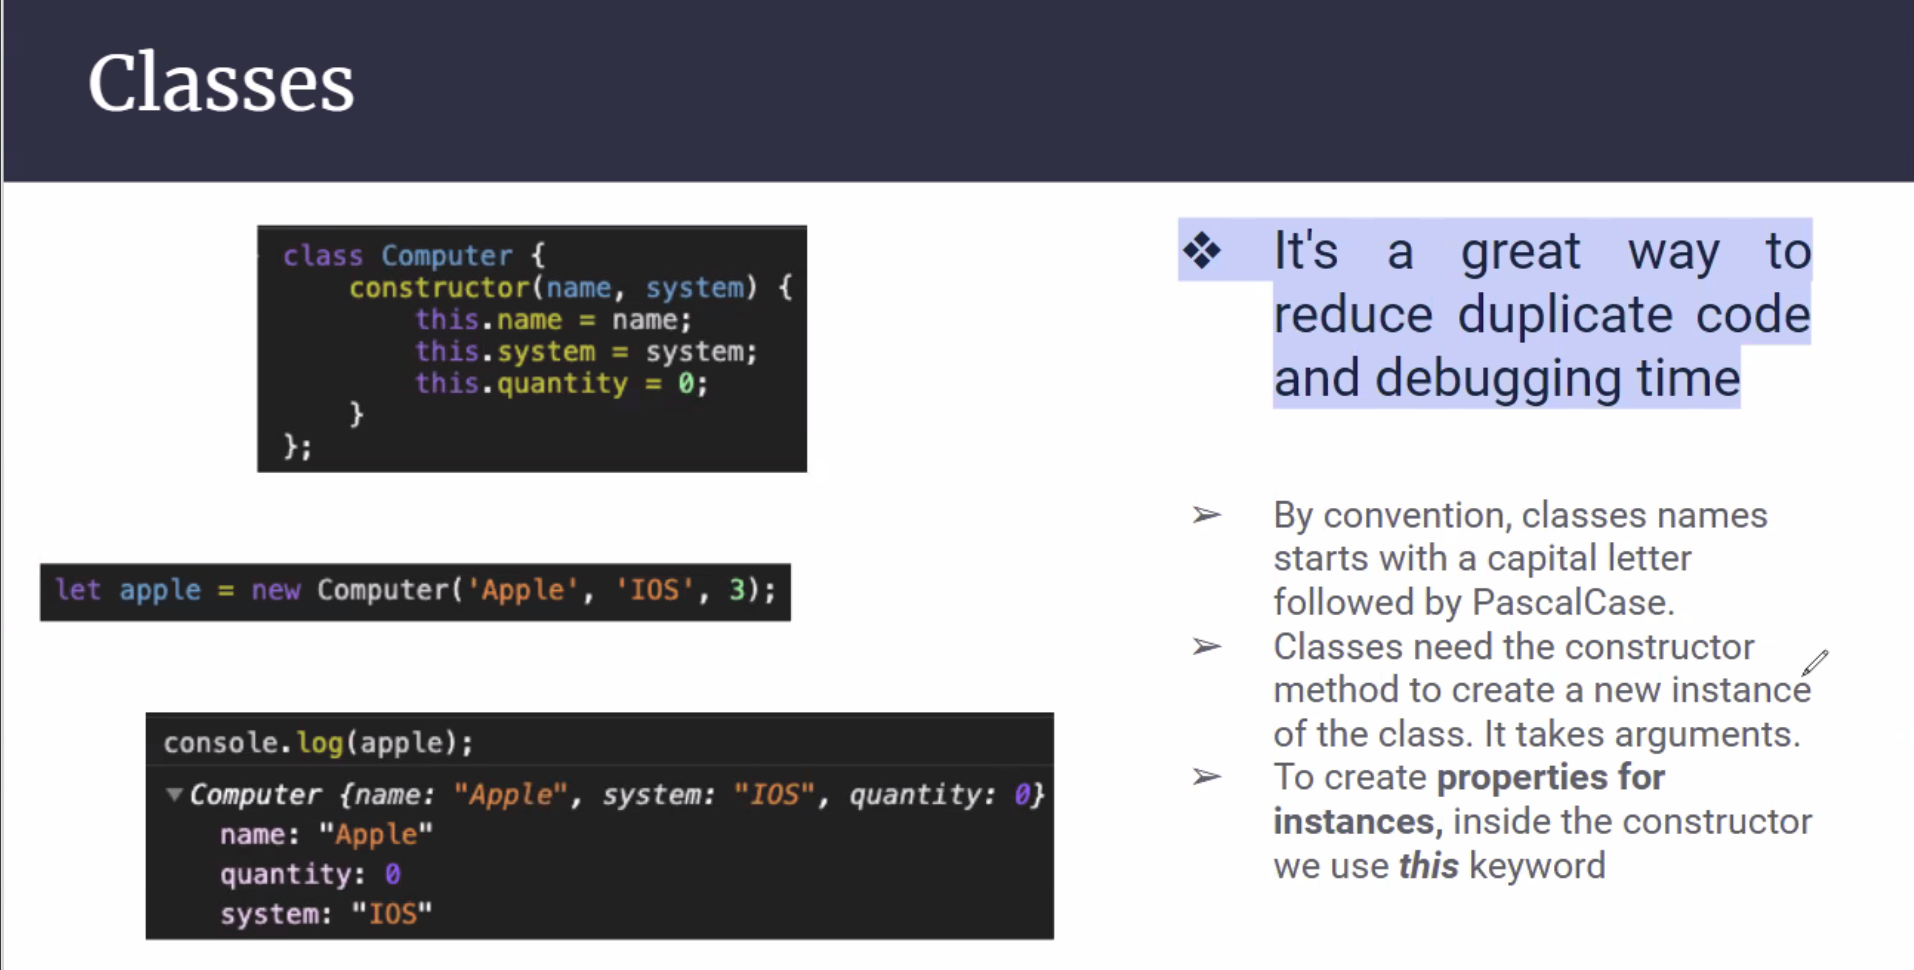 Classes
class Computer {
constructor(name, system) {
this.name = name;
this.system = system;
this.quantity = 0;
}
};
let apple = new Computer('Apple', 'IOS', 3);
console.log(apple);
▼ Computer {name: "Apple", system: "IOS", quantity: 0}
name: "Apple"
quantity: 0
system: "IOS"
❖ It's a great way to
reduce duplicate code
and debugging time
➢ By convention, classes names
starts with a capital letter
followed by PascalCase.
➢ Classes need the constructor
method to create a new instance
of the class. It takes arguments.
➢ To create properties for
instances, inside the constructor
we use this keyword